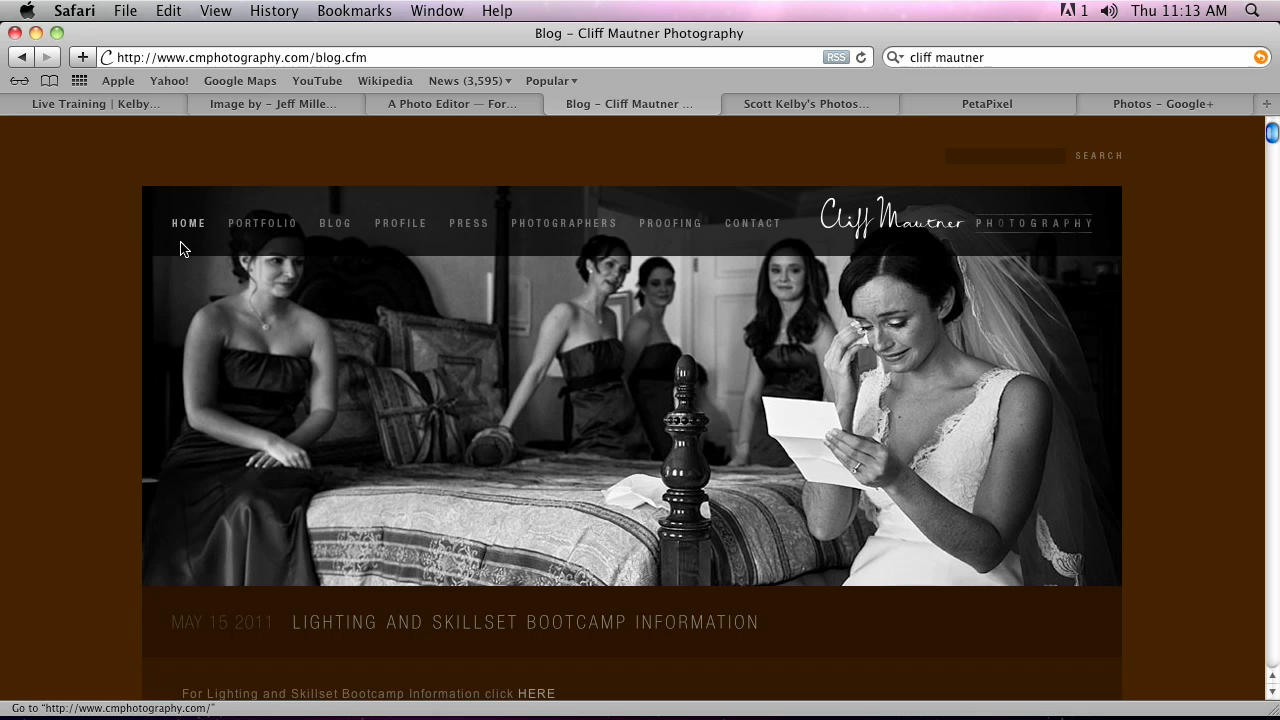 Safari File Edit View History Bookmarks Window Help 1 Thu 11:13 AM
Blog – Cliff Mautner Photography
http://www.cmphotography.com/blog.cfm RSS cliff mautner
Apple Yahoo! Google Maps YouTube Wikipedia News (3,595) Popular
Live Training | Kelby... Image by – Jeff Mille... A Photo Editor — For... Blog – Cliff Mautner ... Scott Kelby's Photos... PetaPixel Photos – Google+
SEARCH
HOME PORTFOLIO BLOG PROFILE PRESS PHOTOGRAPHERS PROOFING CONTACT Cliff Mautner PHOTOGRAPHY
MAY 15 2011 LIGHTING AND SKILLSET BOOTCAMP INFORMATION
For Lighting and Skillset Bootcamp Information click HERE
Go to "http://www.cmphotography.com/"